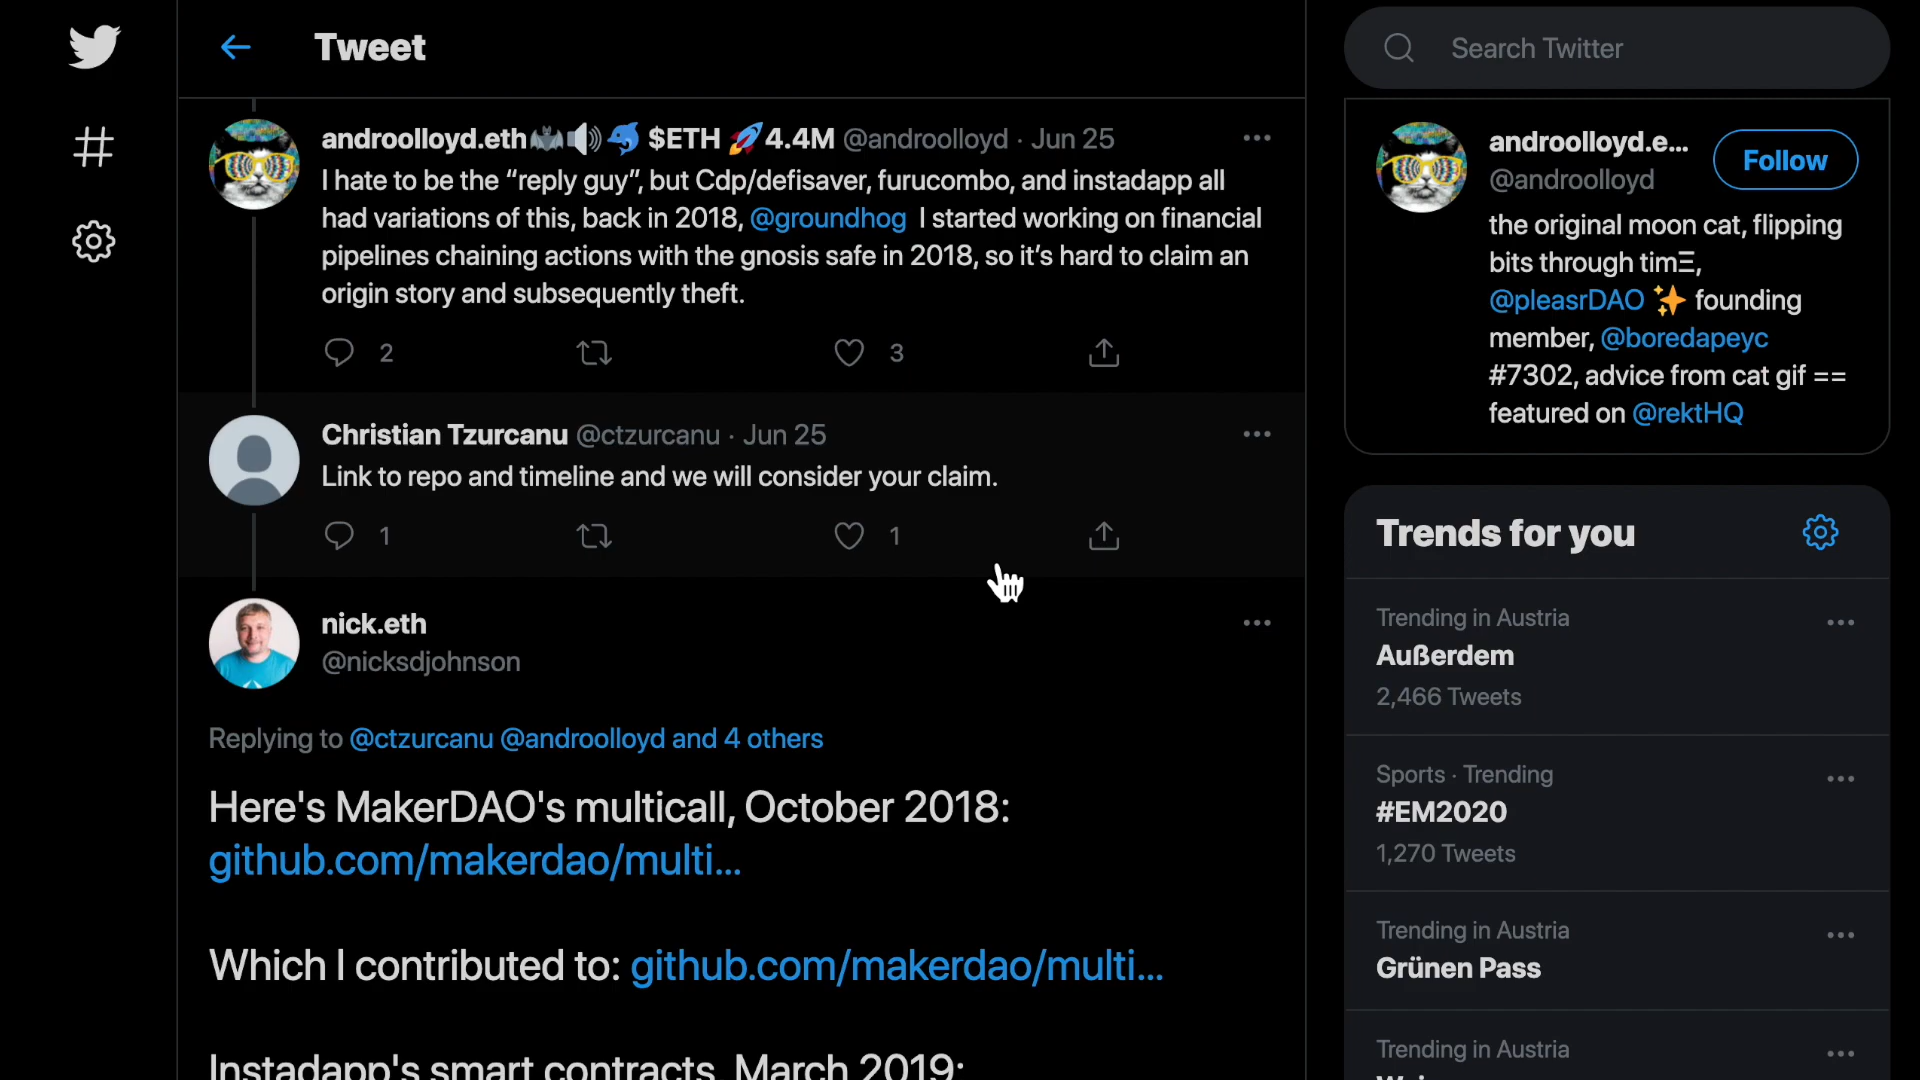 Tweet
androolloyd.eth🦇🔊🐬 $ETH 🚀4.4M @androolloyd · Jun 25
I hate to be the “reply guy”, but Cdp/defisaver, furucombo, and instadapp all
had variations of this, back in 2018, @groundhog I started working on financial
pipelines chaining actions with the gnosis safe in 2018, so it’s hard to claim an
origin story and subsequently theft.
2
3
Christian Tzurcanu @ctzurcanu · Jun 25
Link to repo and timeline and we will consider your claim.
1
1
nick.eth
@nicksdjohnson
Replying to @ctzurcanu @androolloyd and 4 others
Here's MakerDAO's multicall, October 2018:
github.com/makerdao/multi...
Which I contributed to: github.com/makerdao/multi...
Instadapp's smart contracts, March 2019:
Search Twitter
androolloyd.e...
@androolloyd
Follow
the original moon cat, flipping
bits through timΞ,
@pleasrDAO ✨ founding
member, @boredapeyc
#7302, advice from cat gif ==
featured on @rektHQ
Trends for you
Trending in Austria
Außerdem
2,466 Tweets
Sports · Trending
#EM2020
1,270 Tweets
Trending in Austria
Grünen Pass
Trending in Austria